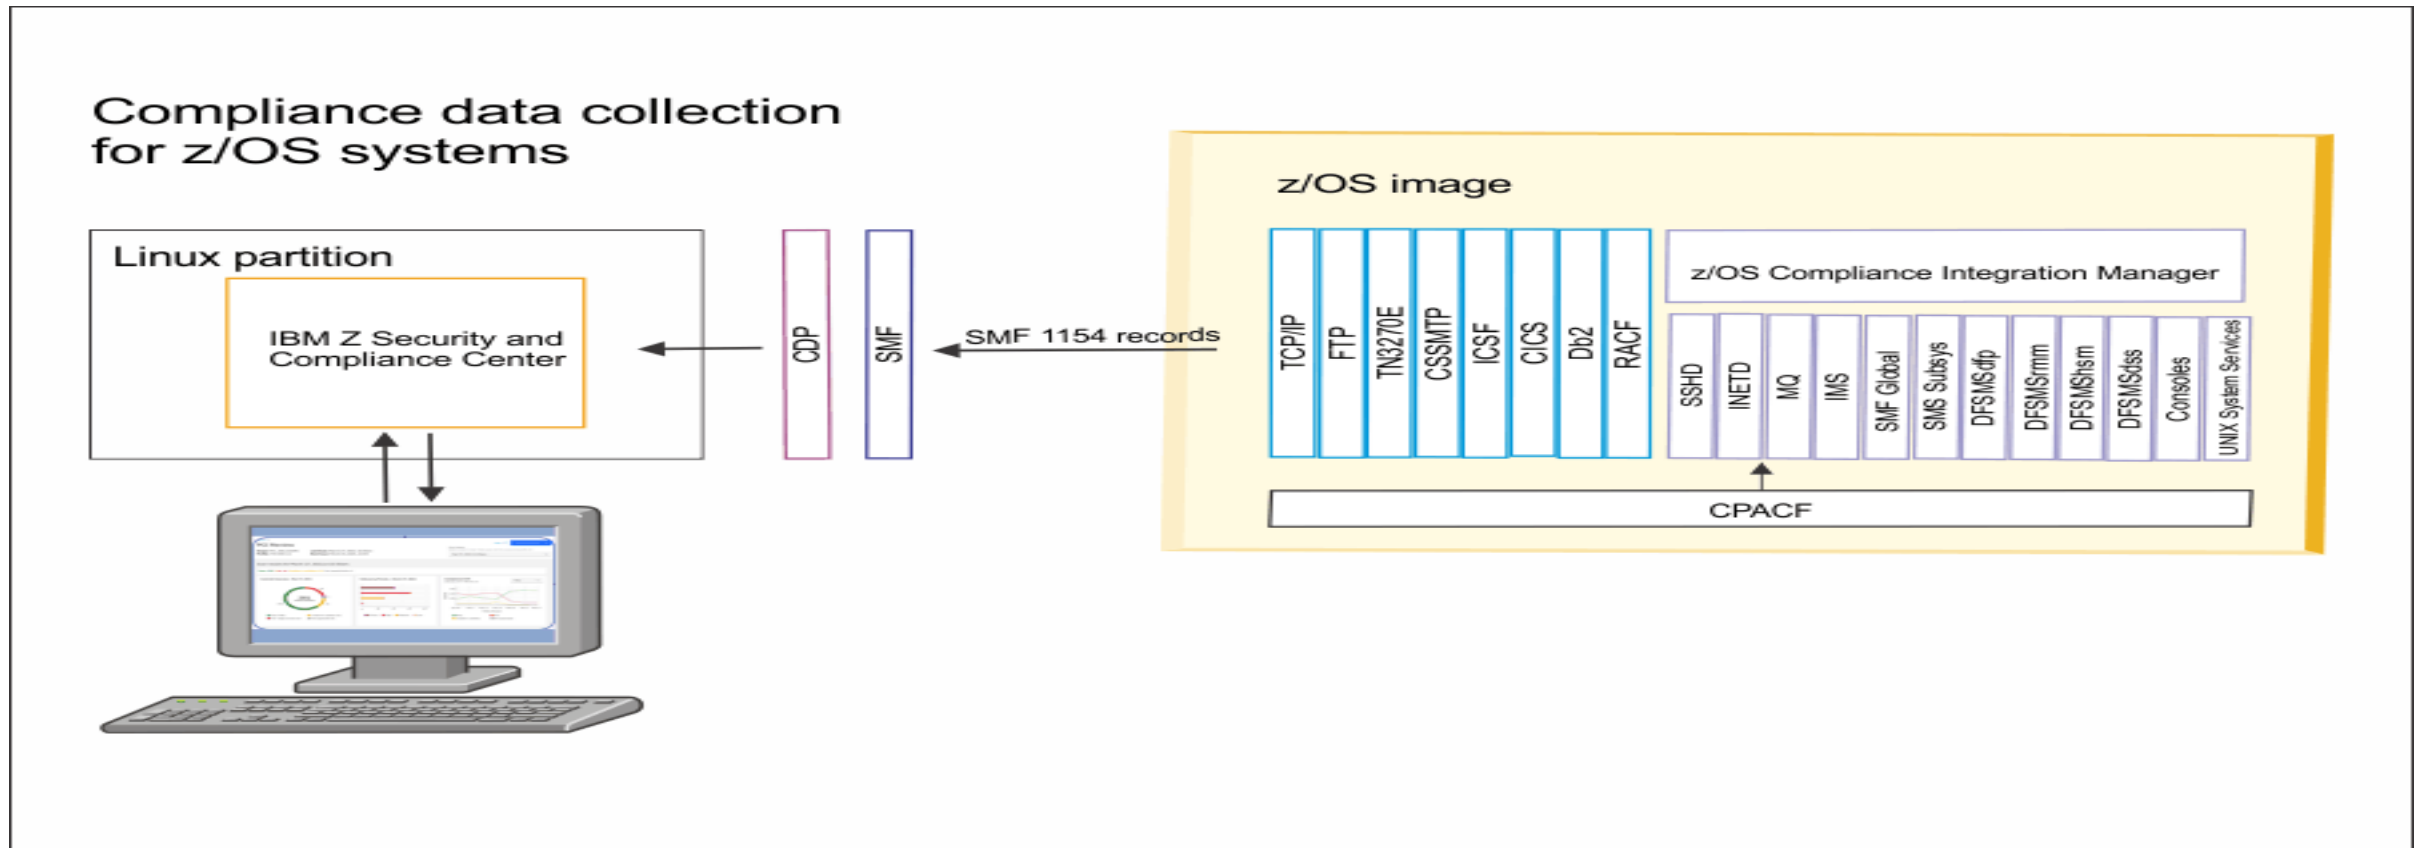 Compliance data collection
for z/OS systems
Linux partition
IBM Z Security and
Compliance Center
CDP
SMF
SMF 1154 records
z/OS image
TCP/IP
FTP
TN3270E
CSSMTP
ICSF
CICS
Db2
RACF
z/OS Compliance Integration Manager
SSHD
INETD
MQ
IMS
SMF Global
SMS Subsys
DFSMSdfp
DFSMSrmm
DFSMShsm
DFSMSdss
Consoles
UNIX System Services
CPACF